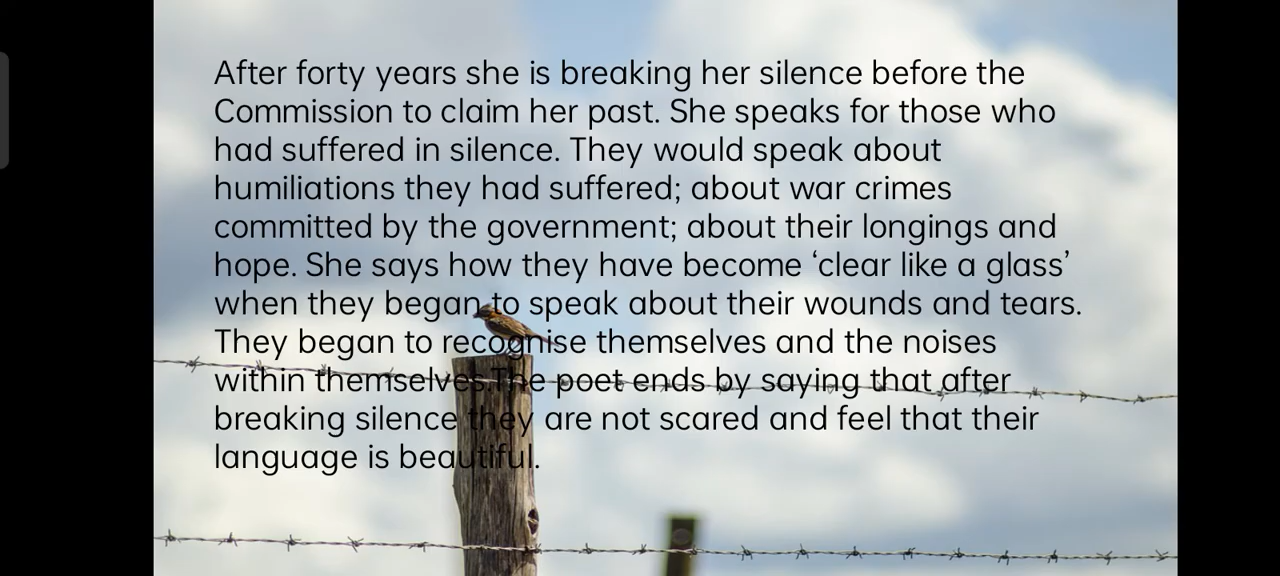 After forty years she is breaking her silence before the
Commission to claim her past. She speaks for those who
had suffered in silence. They would speak about
humiliations they had suffered; about war crimes
committed by the government; about their longings and
hope. She says how they have become ‘clear like a glass’
when they began to speak about their wounds and tears.
They began to recognise themselves and the noises
within themselves.The poet ends by saying that after
breaking silence they are not scared and feel that their
language is beautiful.